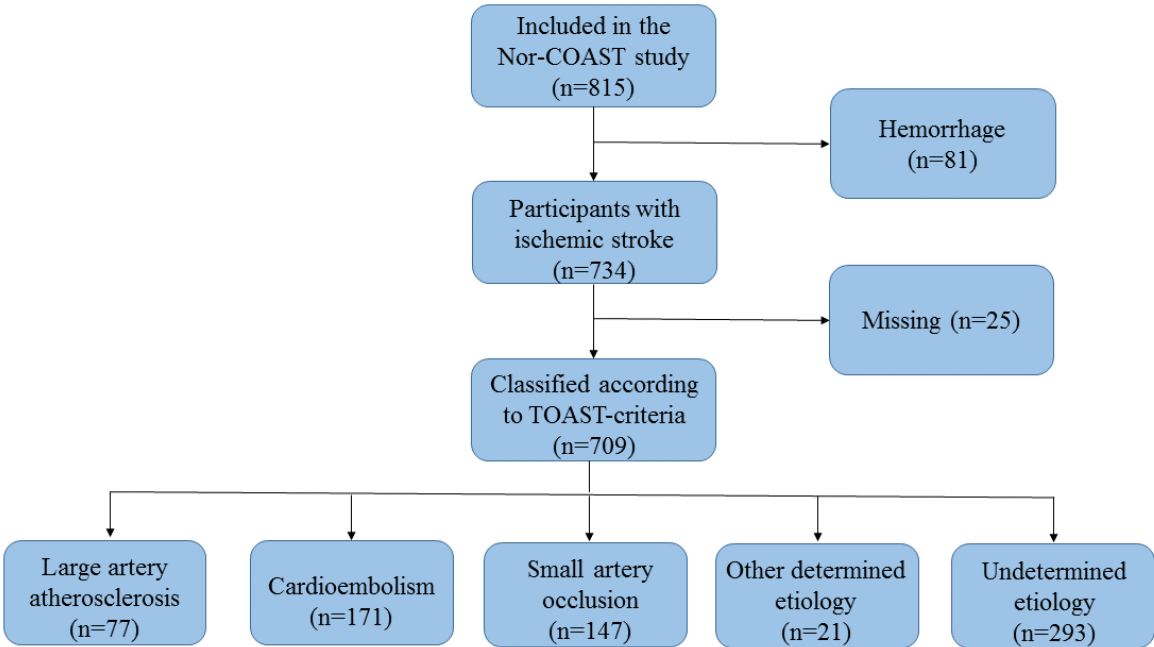 Included in the
Nor-COAST study
(n=815)
Hemorrhage
(n=81)
Participants with
ischemic stroke
(n=734)
Missing (n=25)
Classified according
to TOAST-criteria
(n=709)
Large artery
atherosclerosis
(n=77)
Cardioembolism
(n=171)
Small artery
occlusion
(n=147)
Other determined
etiology
(n=21)
Undetermined
etiology
(n=293)